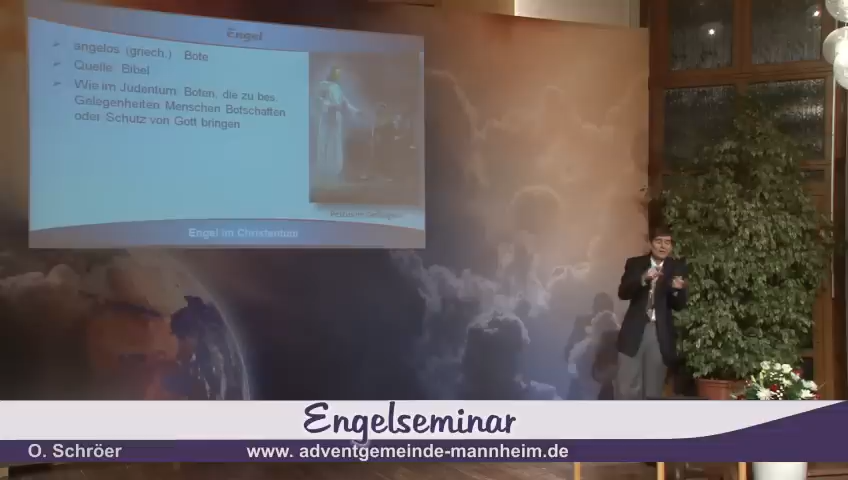 Engel
angelos (griech.) Bote
Quelle: Bibel
Wie im Judentum: Boten, die zu bes.
Gelegenheiten Menschen Botschaften
oder Schutz von Gott bringen
Engel im Christentum
Engelseminar
O. Schröer
www. adventgemeinde-mannheim.de